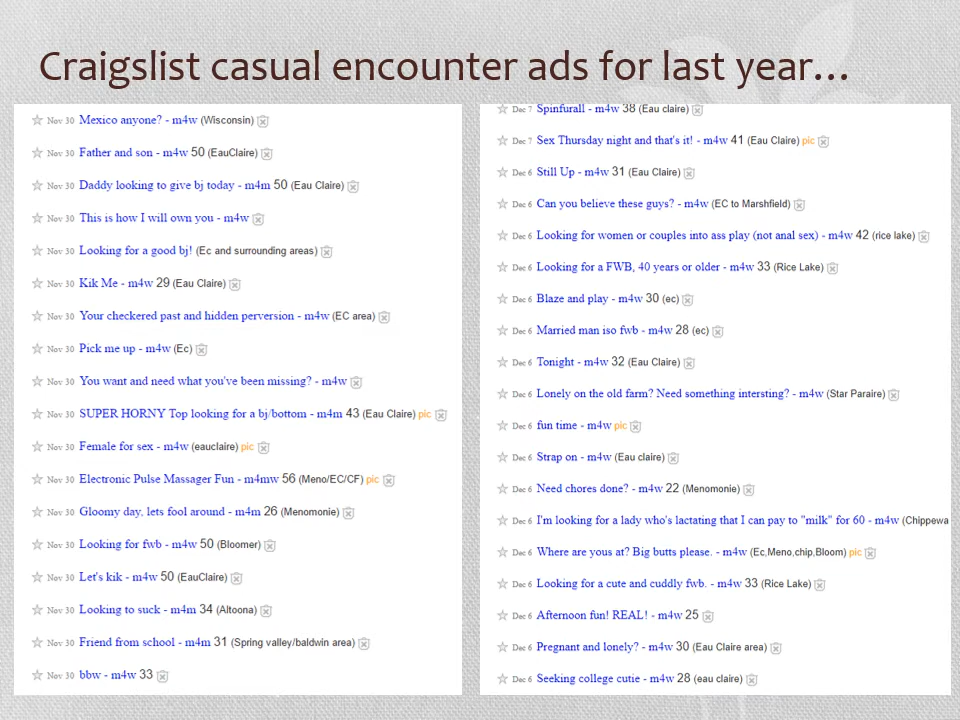 Craigslist casual encounter ads for last year…
Nov 30 Mexico anyone? - m4w (Wisconsin)
Nov 30 Father and son - m4w 50 (EauClaire)
Nov 30 Daddy looking to give bj today - m4m 50 (Eau Claire)
Nov 30 This is how I will own you - m4w
Nov 30 Looking for a good bj! (Ec and surrounding areas)
Nov 30 Kik Me - m4w 29 (Eau Claire)
Nov 30 Your checkered past and hidden perversion - m4w (EC area)
Nov 30 Pick me up - m4w (Ec)
Nov 30 You want and need what you've been missing? - m4w
Nov 30 SUPER HORNY Top looking for a bj/bottom - m4m 43 (Eau Claire) pic
Nov 30 Female for sex - m4w (eauclaire) pic
Nov 30 Electronic Pulse Massager Fun - m4mw 56 (Meno/EC/CF) pic
Nov 30 Gloomy day, lets fool around - m4m 26 (Menomonie)
Nov 30 Looking for fwb - m4w 50 (Bloomer)
Nov 30 Let's kik - m4w 50 (EauClaire)
Nov 30 Looking to suck - m4m 34 (Altoona)
Nov 30 Friend from school - m4m 31 (Spring valley/baldwin area)
Nov 30 bbw - m4w 33
Dec 7 Spinfurall - m4w 38 (Eau claire)
Dec 7 Sex Thursday night and that's it! - m4w 41 (Eau Claire) pic
Dec 6 Still Up - m4w 31 (Eau Claire)
Dec 6 Can you believe these guys? - m4w (EC to Marshfield)
Dec 6 Looking for women or couples into ass play (not anal sex) - m4w 42 (rice lake)
Dec 6 Looking for a FWB, 40 years or older - m4w 33 (Rice Lake)
Dec 6 Blaze and play - m4w 30 (ec)
Dec 6 Married man iso fwb - m4w 28 (ec)
Dec 6 Tonight - m4w 32 (Eau Claire)
Dec 6 Lonely on the old farm? Need something intersting? - m4w (Star Paraire)
Dec 6 fun time - m4w pic
Dec 6 Strap on - m4w (Eau claire)
Dec 6 Need chores done? - m4w 22 (Menomonie)
Dec 6 I'm looking for a lady who's lactating that I can pay to "milk" for 60 - m4w (Chippewa
Dec 6 Where are yous at? Big butts please. - m4w (Ec,Meno,chip,Bloom) pic
Dec 6 Looking for a cute and cuddly fwb. - m4w 33 (Rice Lake)
Dec 6 Afternoon fun! REAL! - m4w 25
Dec 6 Pregnant and lonely? - m4w 30 (Eau Claire area)
Dec 6 Seeking college cutie - m4w 28 (eau claire)